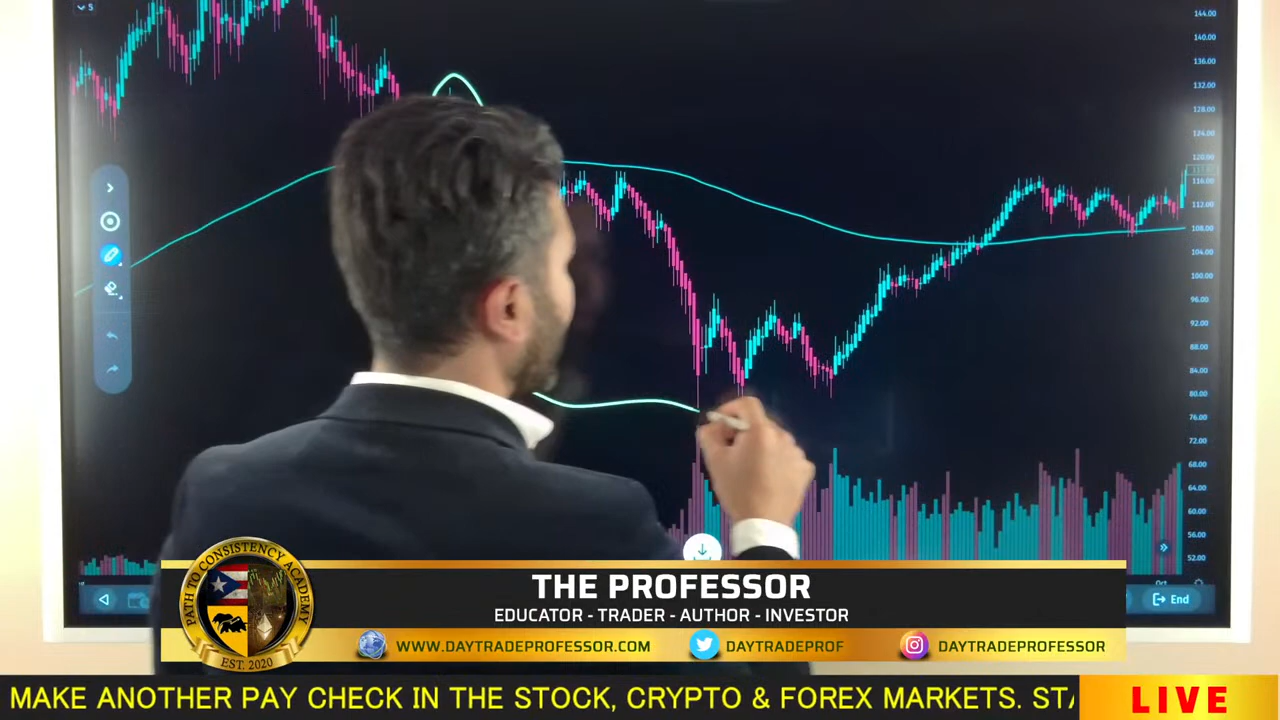 5
144.00
140.00
136.00
132.00
128.00
124.00
120.00
116.00
112.00
108.00
104.00
100.00
96.00
92.00
88.00
84.00
80.00
76.00
72.00
68.00
64.00
60.00
56.00
52.00
Oct
End
PATH TO CONSISTENCY ACADEMY
EST. 2020
THE PROFESSOR
EDUCATOR - TRADER - AUTHOR - INVESTOR
WWW.DAYTRADEPROFESSOR.COM
DAYTRADEPROF
DAYTRADEPROFESSOR
MAKE ANOTHER PAY CHECK IN THE STOCK, CRYPTO & FOREX MARKETS. STA
LIVE